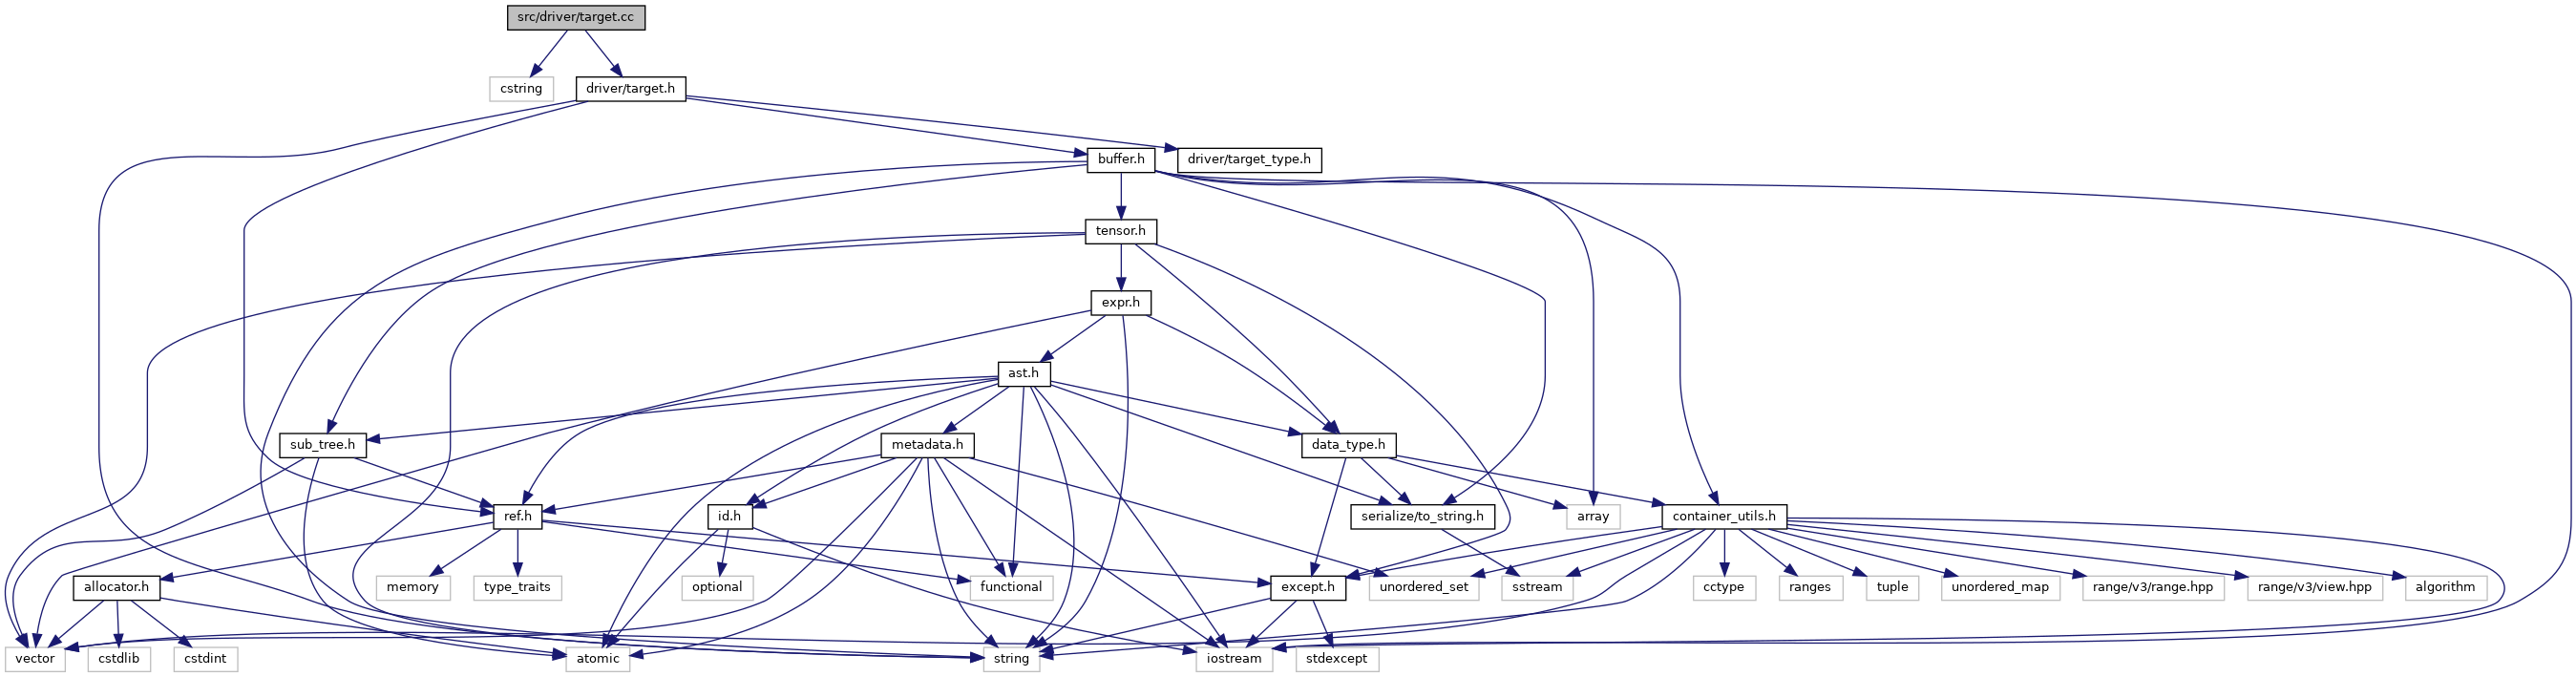 src/driver/target.cc
cstring
driver/target.h
buffer.h
driver/target_type.h
tensor.h
expr.h
ast.h
sub_tree.h
metadata.h
data_type.h
ref.h
id.h
serialize/to_string.h
array
container_utils.h
allocator.h
memory
type_traits
optional
functional
except.h
unordered_set
sstream
cctype
ranges
tuple
unordered_map
range/v3/range.hpp
range/v3/view.hpp
algorithm
vector
cstdlib
cstdint
atomic
string
iostream
stdexcept